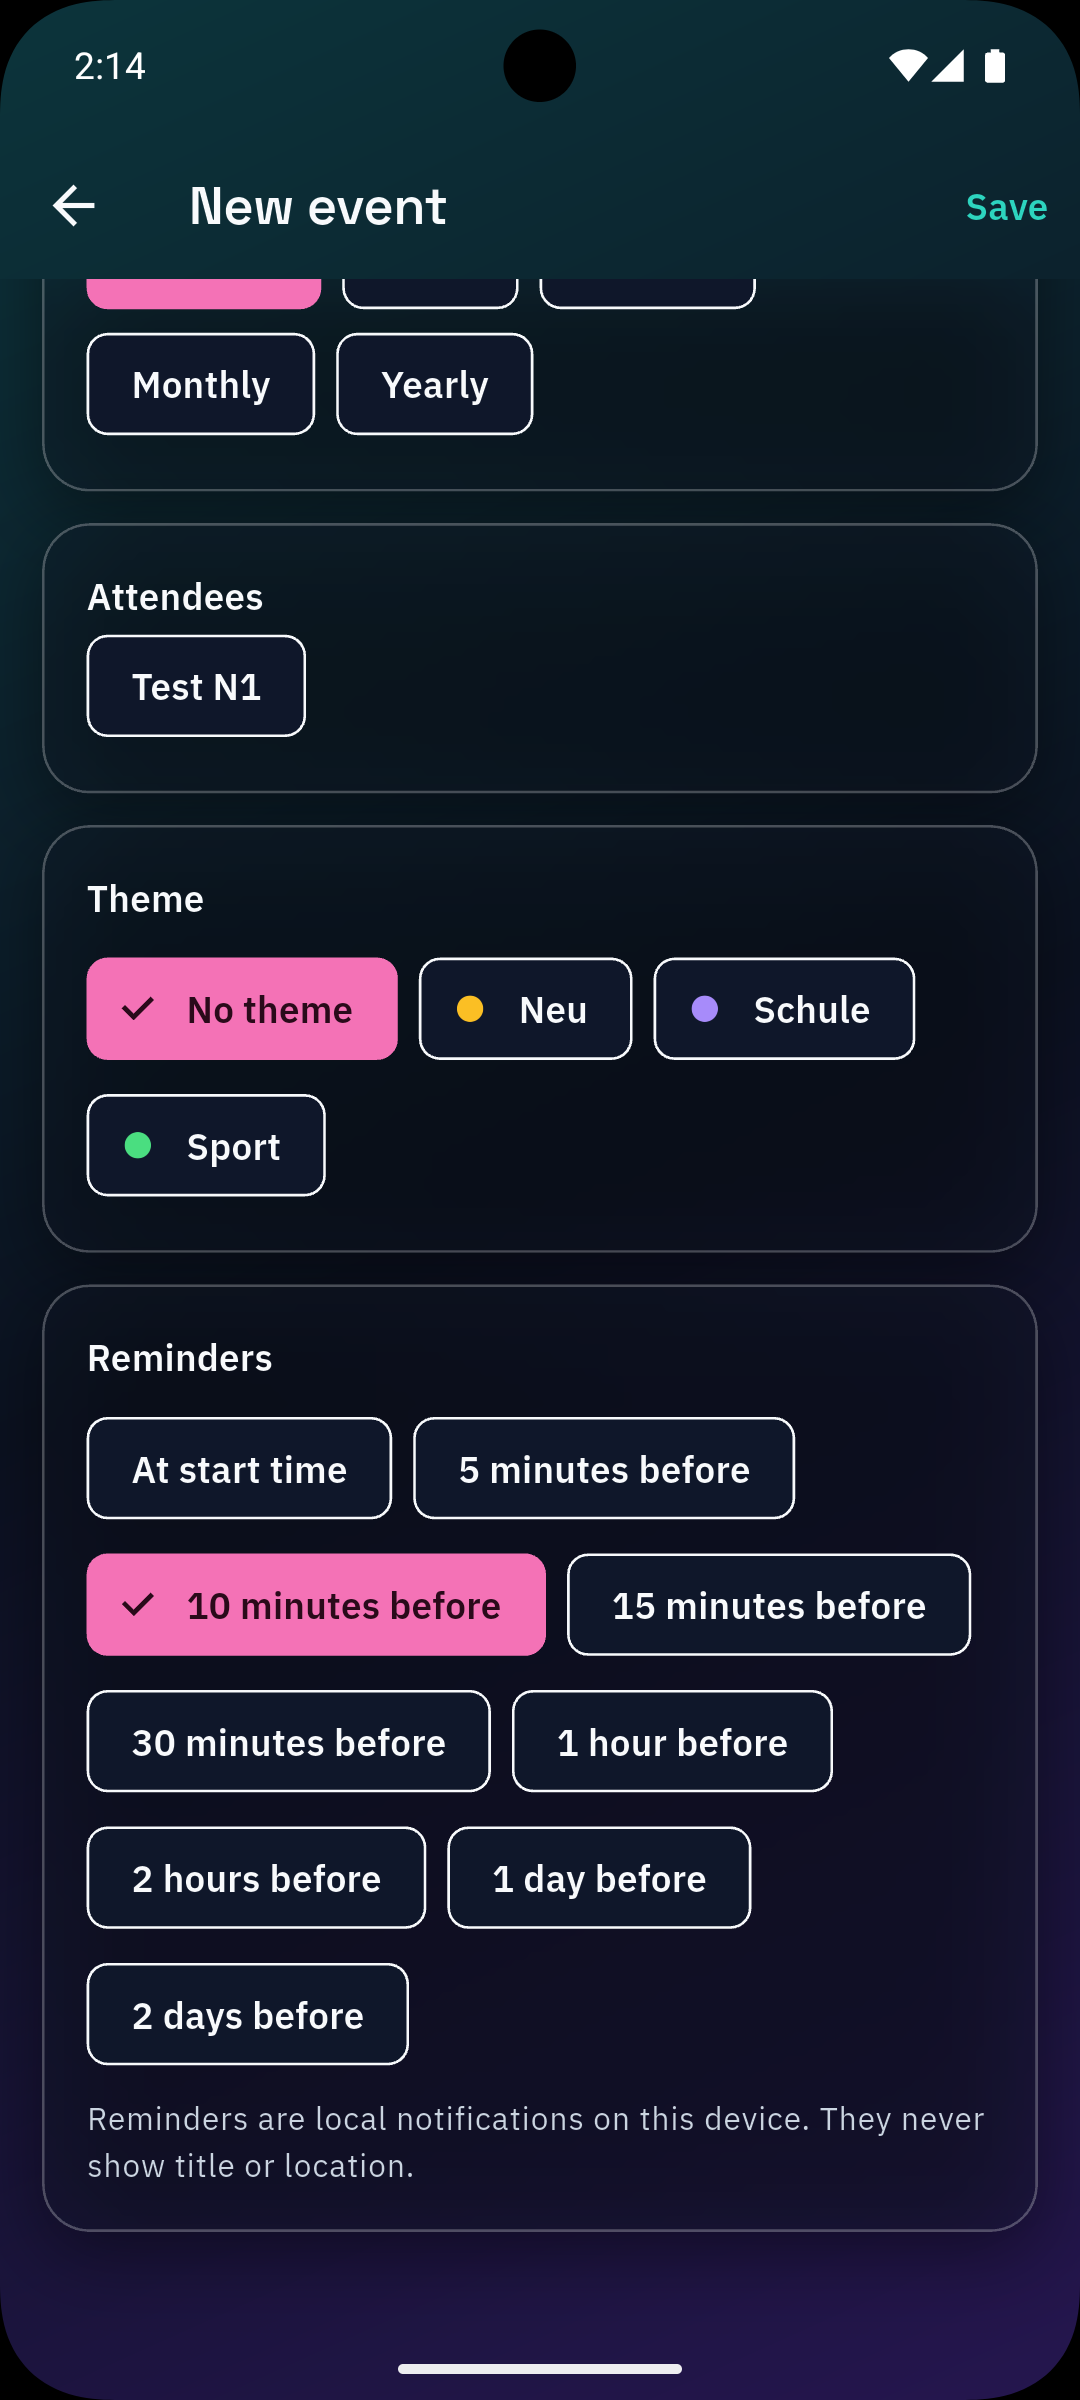 2:14
New event
Save
Monthly
Yearly
Attendees
Test N1
Theme
No theme
Neu
Schule
Sport
Reminders
At start time
5 minutes before
10 minutes before
15 minutes before
30 minutes before
1 hour before
2 hours before
1 day before
2 days before
Reminders are local notifications on this device. They never
show title or location.